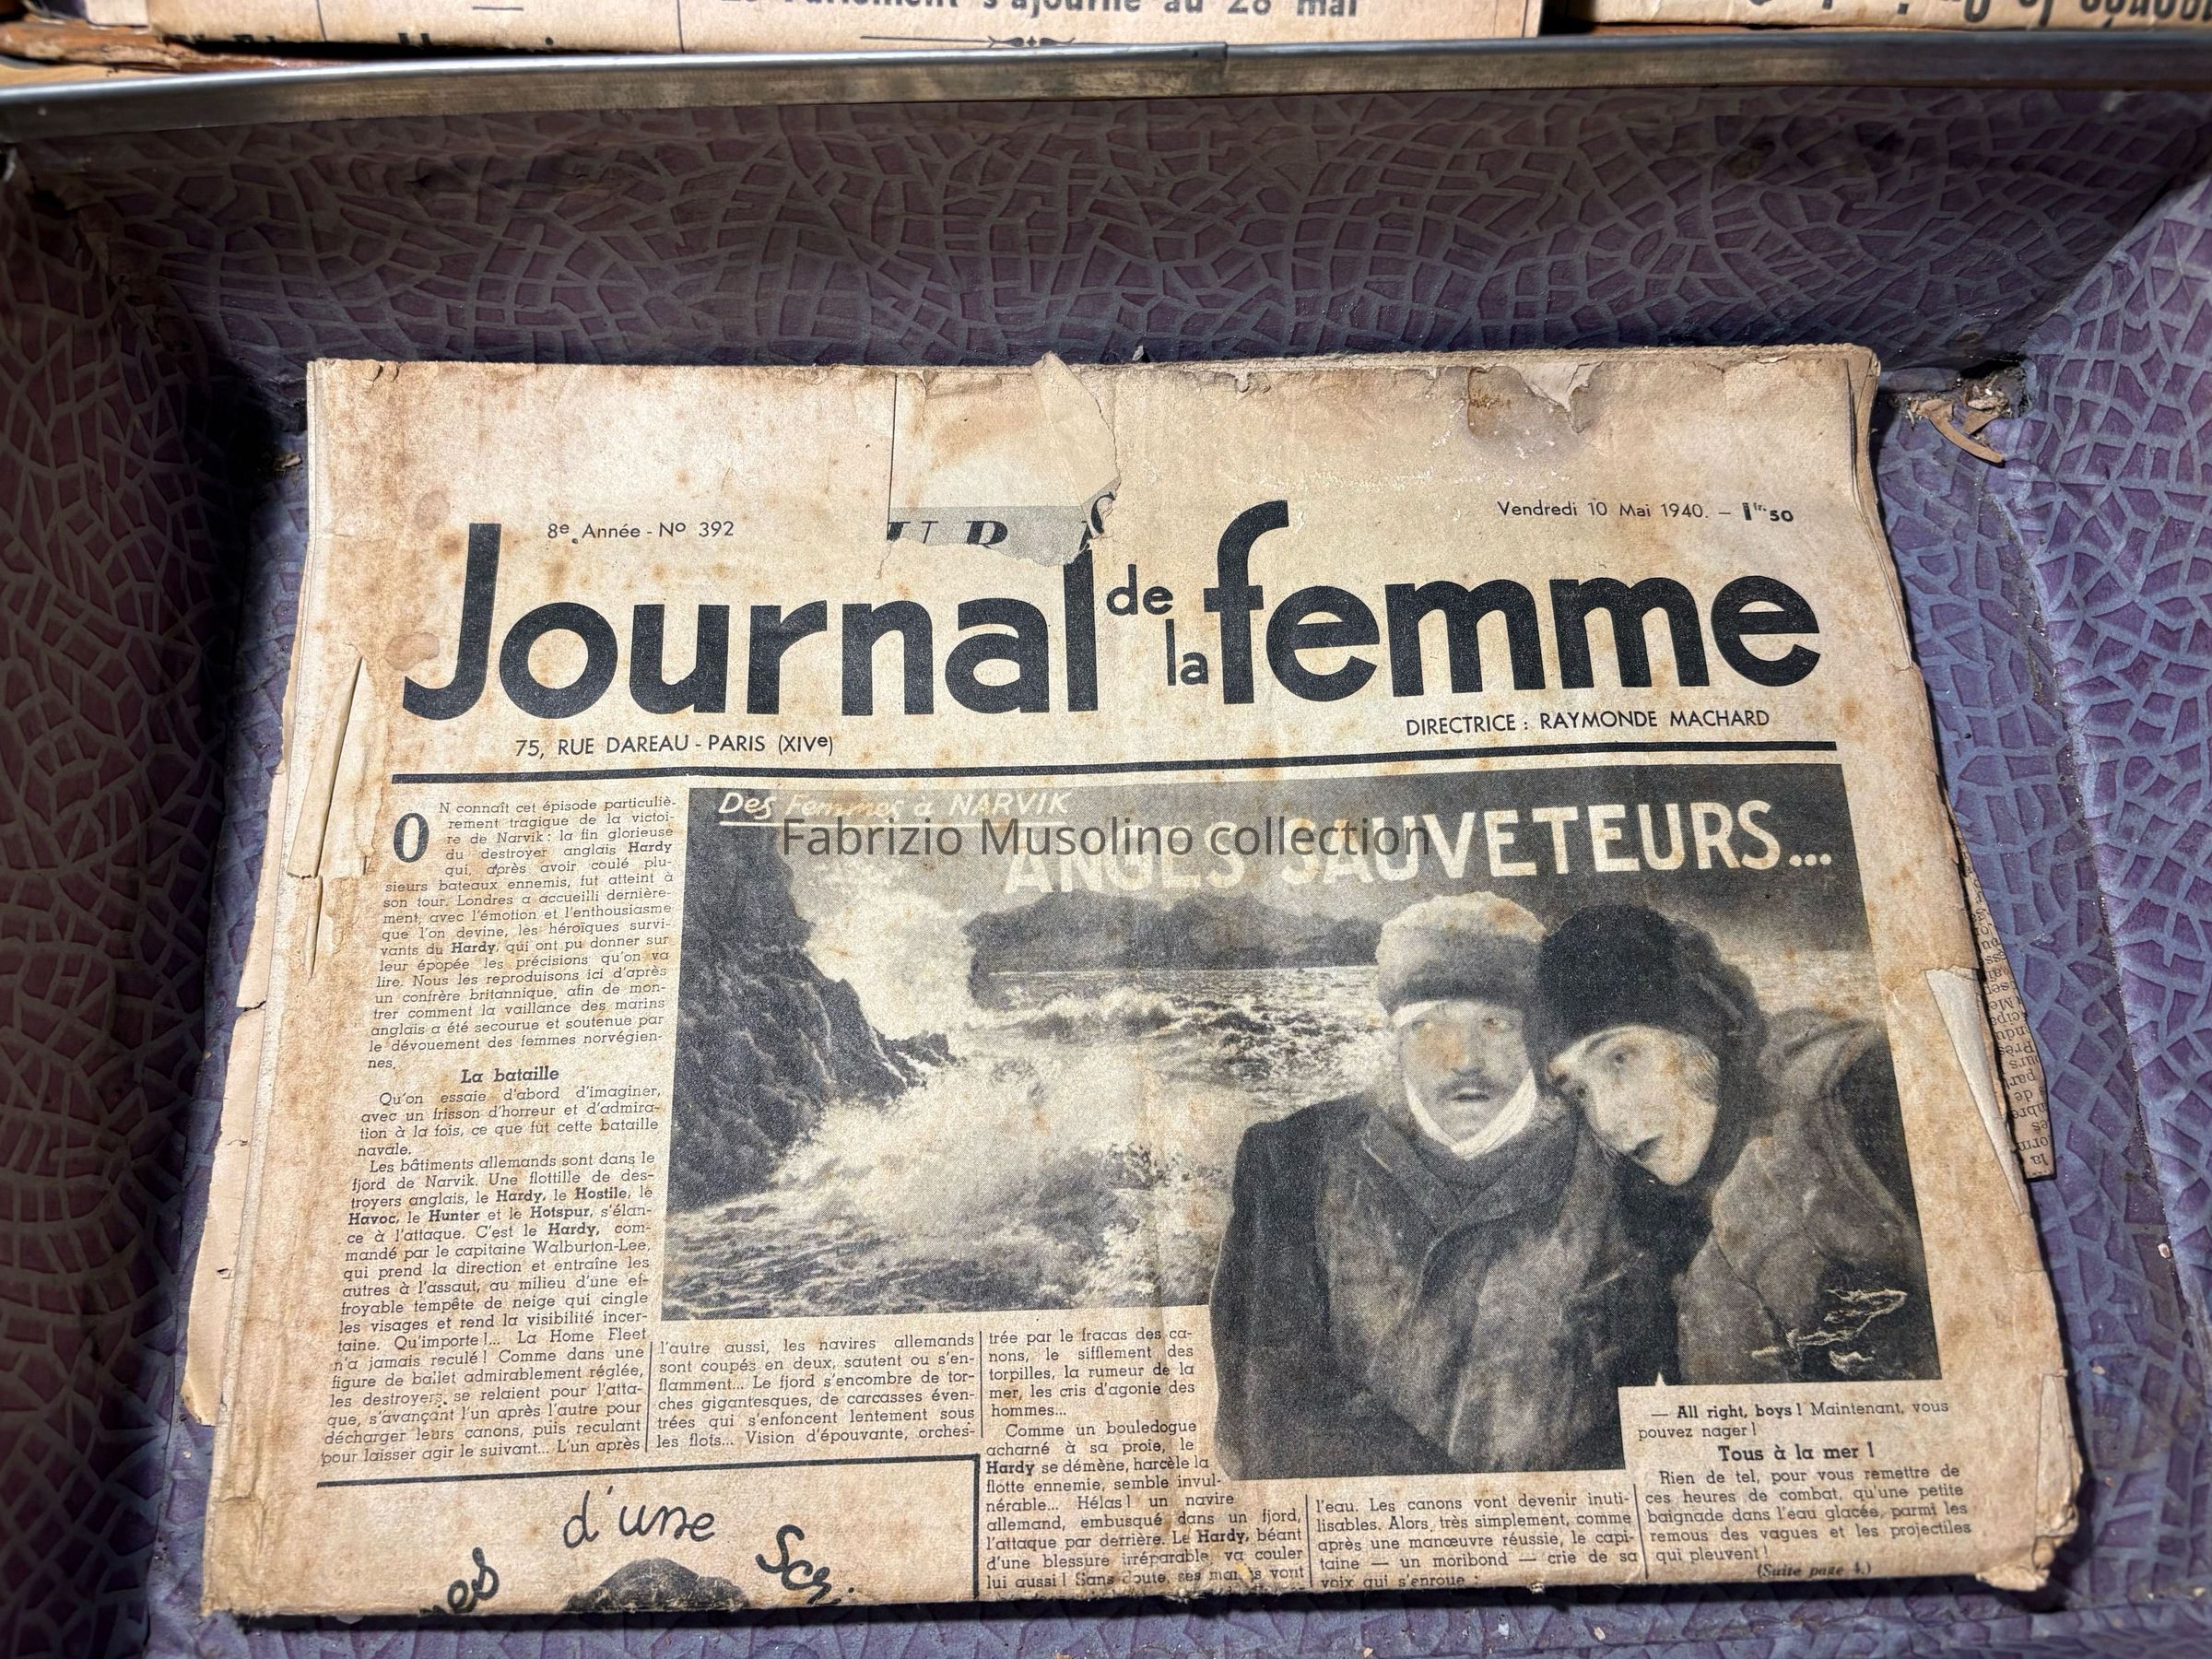 Le Parlement s'ajourne au 28 mai
8e Année - No 392
Vendredi 10 Mai 1940. — 1fr.50
Journal de la femme
DIRECTRICE : RAYMONDE MACHARD
75, RUE DAREAU - PARIS (XIVe)
Des Femmes à NARVIK
ANGES SAUVETEURS...
Fabrizio Musolino collection
ON connaît cet épisode particuliè-
rement tragique de la victoi-
re de Narvik : la fin glorieuse
du destroyer anglais Hardy
qui, après avoir coulé plu-
sieurs bateaux ennemis, fut atteint à
son tour. Londres a accueilli dernière-
ment, avec l'émotion et l'enthousiasme
que l'on devine, les héroïques survi-
vants du Hardy, qui ont pu donner sur
leur épopée les précisions qu'on va
lire. Nous les reproduisons ici d'après
un confrère britannique, afin de mon-
trer comment la vaillance des marins
anglais a été secourue et soutenue par
le dévouement des femmes norvégien-
nes.
La bataille
Qu'on essaie d'abord d'imaginer,
avec un frisson d'horreur et d'admira-
tion à la fois, ce que fut cette bataille
navale.
Les bâtiments allemands sont dans le
fjord de Narvik. Une flottille de des-
troyers anglais, le Hardy, le Hostile, le
Havoc, le Hunter et le Hotspur, s'élan-
ce à l'attaque. C'est le Hardy, com-
mandé par le capitaine Walburton-Lee,
qui prend la direction et entraîne les
autres à l'assaut, au milieu d'une ef-
froyable tempête de neige qui cingle
les visages et rend la visibilité incer-
taine. Qu'importe !... La Home Fleet
n'a jamais reculé ! Comme dans une
figure de ballet admirablement réglée,
les destroyers se relaient pour l'atta-
que, s'avançant l'un après l'autre pour
décharger leurs canons, puis reculant
pour laisser agir le suivant... L'un après
l'autre aussi, les navires allemands
sont coupés en deux, sautent ou s'en-
flamment... Le fjord s'encombre de tor-
ches gigantesques, de carcasses éven-
trées qui s'enfoncent lentement sous
les flots... Vision d'épouvante, orches-
trée par le fracas des ca-
nons, le sifflement des
torpilles, la rumeur de la
mer, les cris d'agonie des
hommes...
Comme un bouledogue
acharné à sa proie, le
Hardy se démène, harcèle la
flotte ennemie, semble invul-
nérable... Hélas ! un navire
allemand, embusqué dans un fjord,
l'attaque par derrière. Le Hardy, béant
d'une blessure irréparable, va couler
lui aussi ! Sans doute, ses marins vont
l'eau. Les canons vont devenir inuti-
lisables. Alors, très simplement, comme
après une manœuvre réussie, le capi-
taine — un moribond — crie de sa
voix qui s'enroue :
— All right, boys ! Maintenant, vous
pouvez nager !
Tous à la mer !
Rien de tel, pour vous remettre de
ces heures de combat, qu'une petite
baignade dans l'eau glacée, parmi les
remous des vagues et les projectiles
qui pleuvent !
(Suite page 4.)
d'une